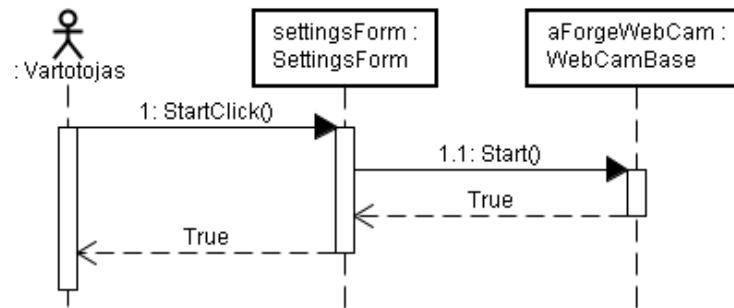 settingsForm :
SettingsForm
aForgeWebCam :
WebCamBase
: Vartotojas
1: StartClick()
1.1: Start()
True
True